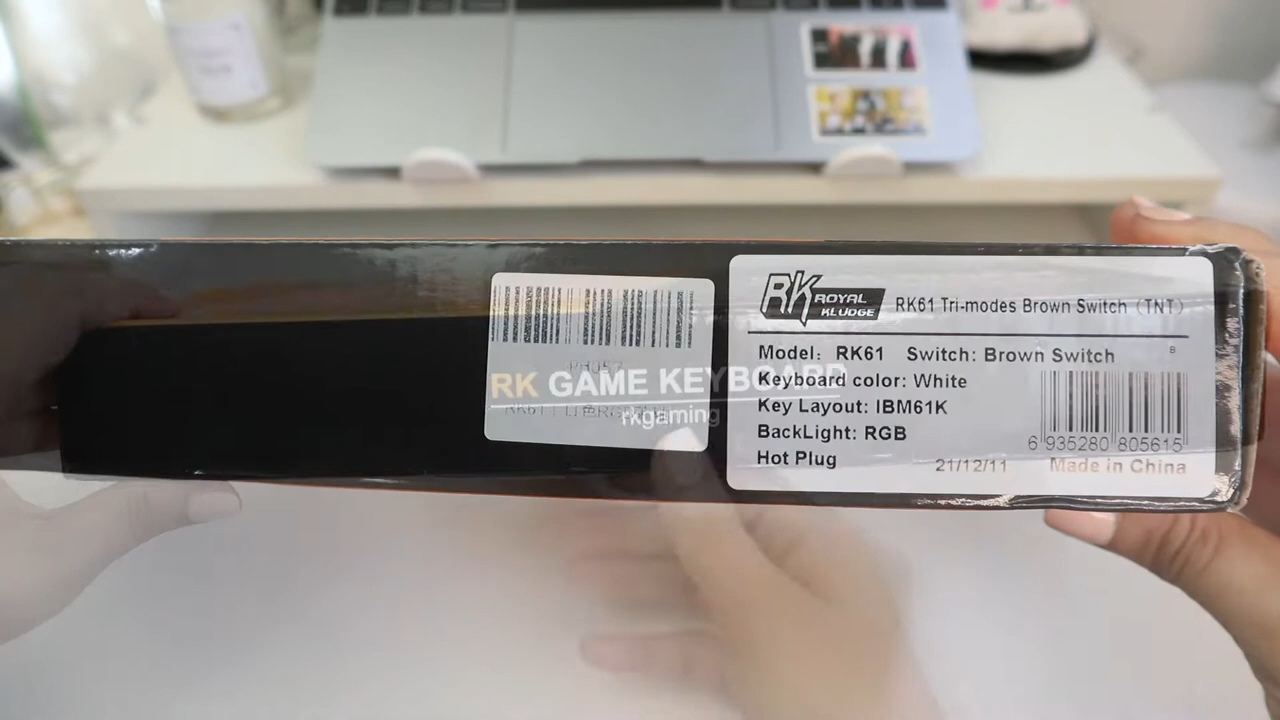 RK ROYAL KLUDGE
RK61 Tri-modes Brown Switch（TNT）
Model: RK61 Switch: Brown Switch
B
Keyboard color: White
Key Layout: IBM61K
BackLight: RGB
Hot Plug
6 935280 805615
21/12/11 Made in China
RK GAME KEYBOARD
rkgaming